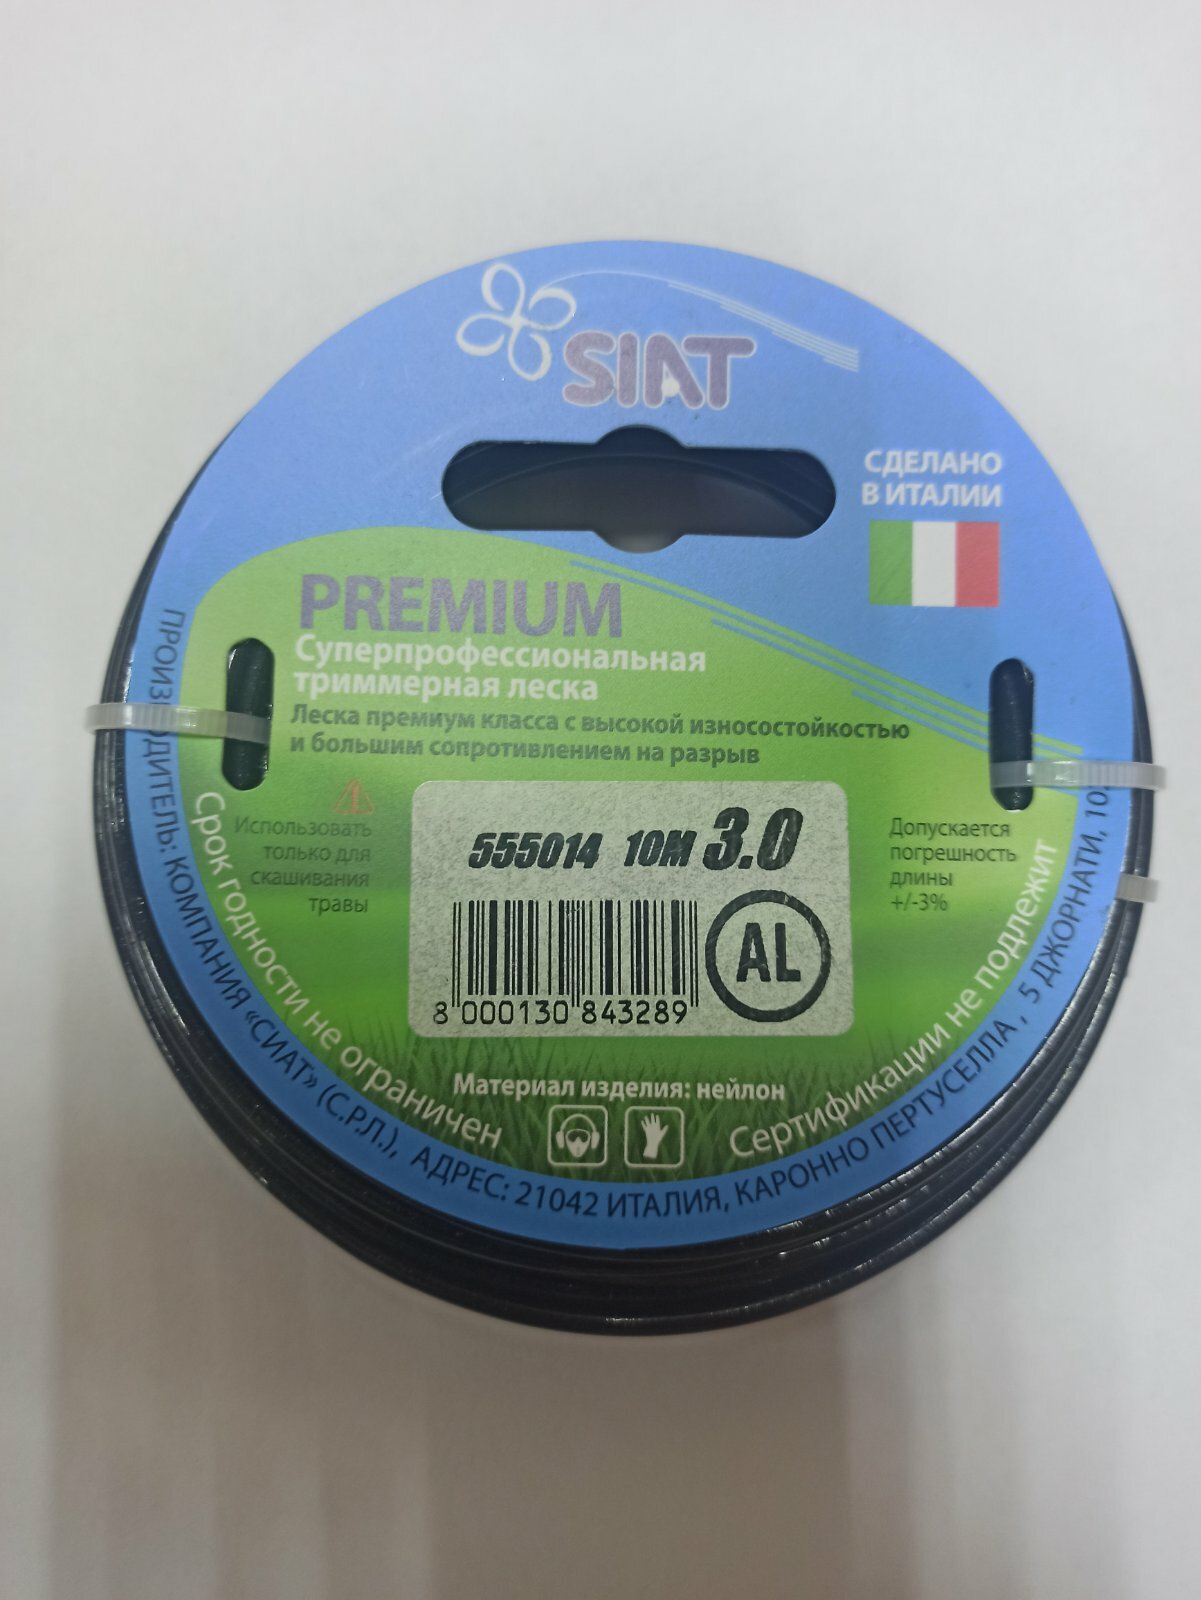 SIAT
СДЕЛАНО
В ИТАЛИИ
PREMIUM
Суперпрофессиональная
триммерная леска
Леска премиум класса с высокой износостойкостью
и большим сопротивлением на разрыв
Использовать
только для
скашивания
травы
555014 10М 3.0
AL
8 000130 843289
Допускается
погрешность
длины
+/-3%
Материал изделия: нейлон
Срок годности не ограничен
Сертификации не подлежит
КОМПАНИЯ «СИАТ» (С.Р.Л.), АДРЕС: 21042 ИТАЛИЯ, КАРОННО ПЕРТУСЕЛЛА, 5 ДЖОРНАТИ,